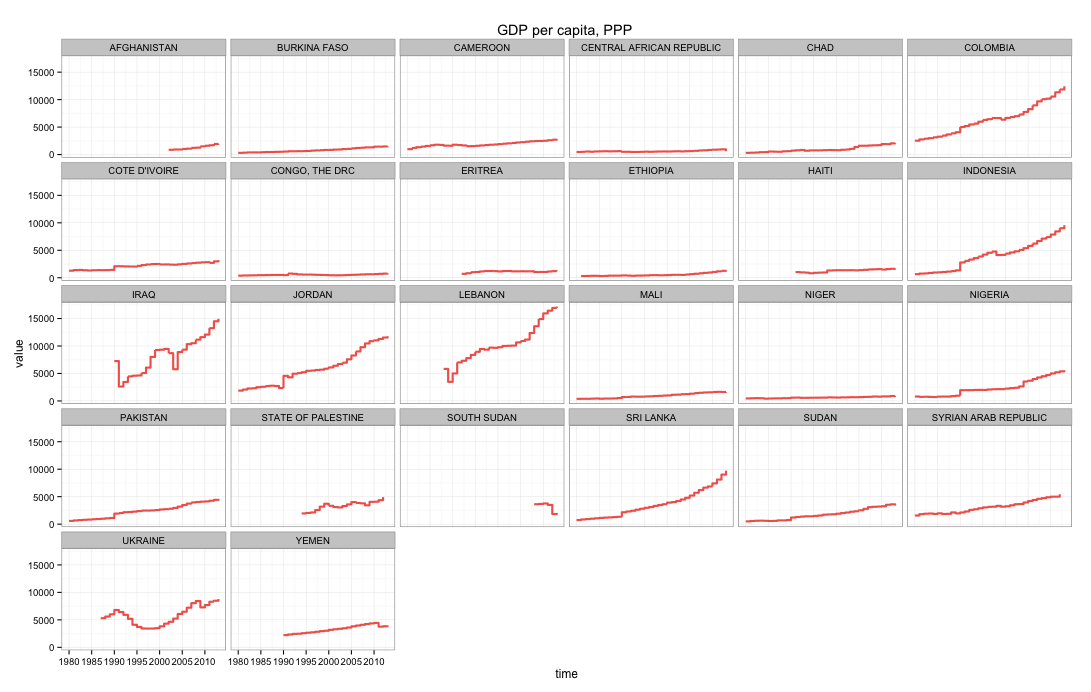 GDP per capita, PPP
AFGHANISTAN BURKINA FASO CAMEROON CENTRAL AFRICAN REPUBLIC CHAD COLOMBIA
15000
10000
5000
0
COTE D'IVOIRE CONGO, THE DRC ERITREA ETHIOPIA HAITI INDONESIA
15000
10000
5000
0
IRAQ JORDAN LEBANON MALI NIGER NIGERIA
15000
10000
5000
0
value
PAKISTAN STATE OF PALESTINE SOUTH SUDAN SRI LANKA SUDAN SYRIAN ARAB REPUBLIC
15000
10000
5000
0
UKRAINE YEMEN
15000
10000
5000
0
1980 1985 1990 1995 2000 2005 2010 1980 1985 1990 1995 2000 2005 2010
time